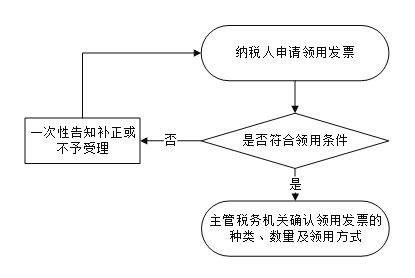 纳税人申请领用发票
一次性告知补正或
不予受理
否
是否符合领用条件
是
主管税务机关确认领用发票的
种类、数量及领用方式